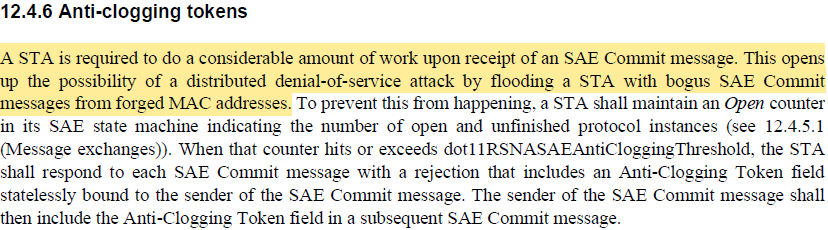 12.4.6 Anti-clogging tokens
A STA is required to do a considerable amount of work upon receipt of an SAE Commit message. This opens
up the possibility of a distributed denial-of-service attack by flooding a STA with bogus SAE Commit
messages from forged MAC addresses. To prevent this from happening, a STA shall maintain an Open counter
in its SAE state machine indicating the number of open and unfinished protocol instances (see 12.4.5.1
(Message exchanges)). When that counter hits or exceeds dot11RSNASAEAntiCloggingThreshold, the STA
shall respond to each SAE Commit message with a rejection that includes an Anti-Clogging Token field
statelessly bound to the sender of the SAE Commit message. The sender of the SAE Commit message shall
then include the Anti-Clogging Token field in a subsequent SAE Commit message.